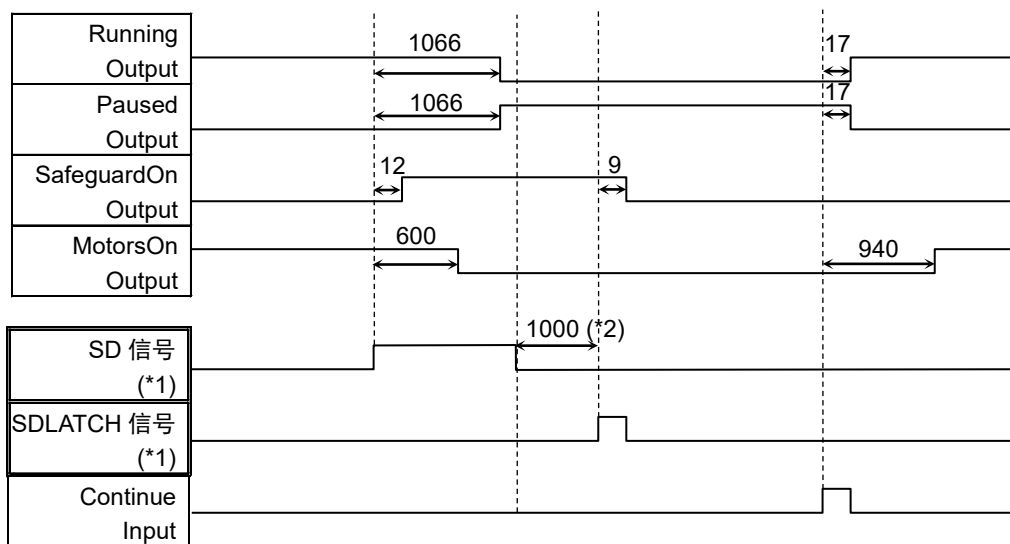 Running
Output
1066
17
Paused
Output
1066
17
SafeguardOn
Output
12
9
MotorsOn
Output
600
940
SD 信号
(*1)
1000 (*2)
SDLATCH 信号
(*1)
Continue
Input